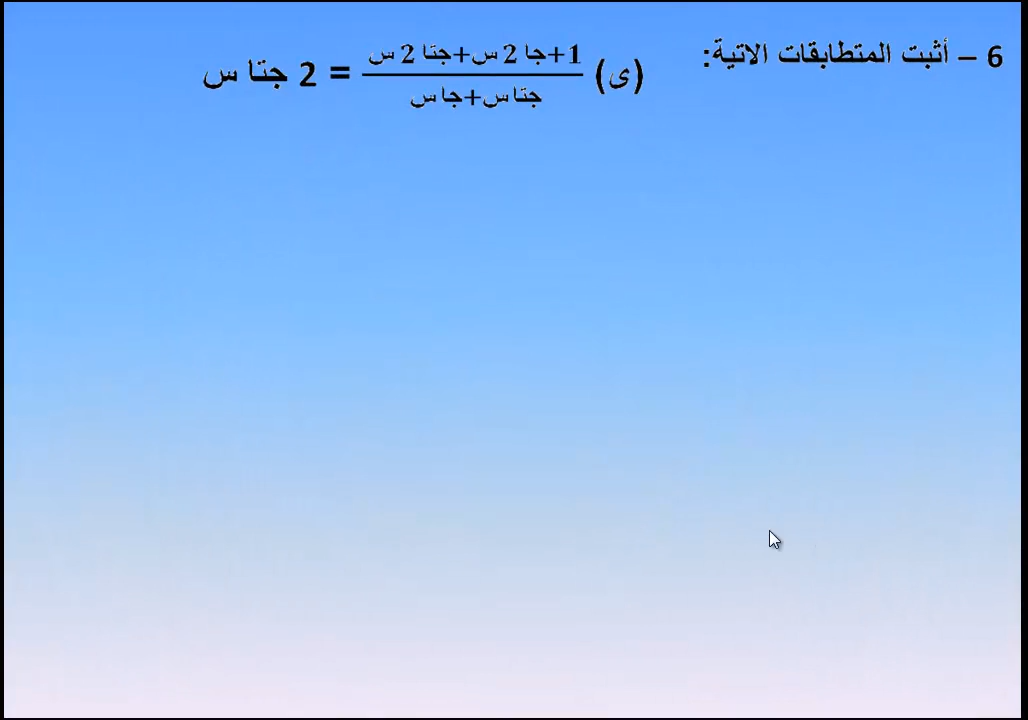 6 – أثبت المتطابقات الاتية:
(ى) 1+جا 2 س+جتا 2 س / جتا س+جا س = 2 جتا س